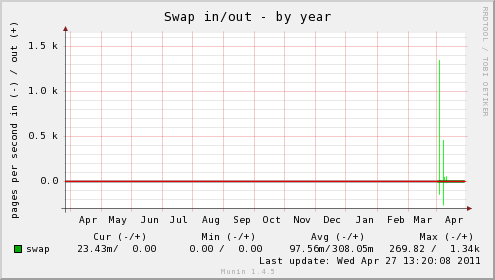 Swap in/out - by year
RRDTOOL / TOBI OETIKER
pages per second in (-) / out (+)
1.5 k
1.0 k
0.5 k
0.0
Apr May Jun Jul Aug Sep Oct Nov Dec Jan Feb Mar Apr
Cur (-/+) Min (-/+) Avg (-/+) Max (-/+)
swap 23.43m/ 0.00 0.00 / 0.00 97.56m/308.05m 269.82 / 1.34k
Last update: Wed Apr 27 13:20:08 2011
Munin 1.4.5